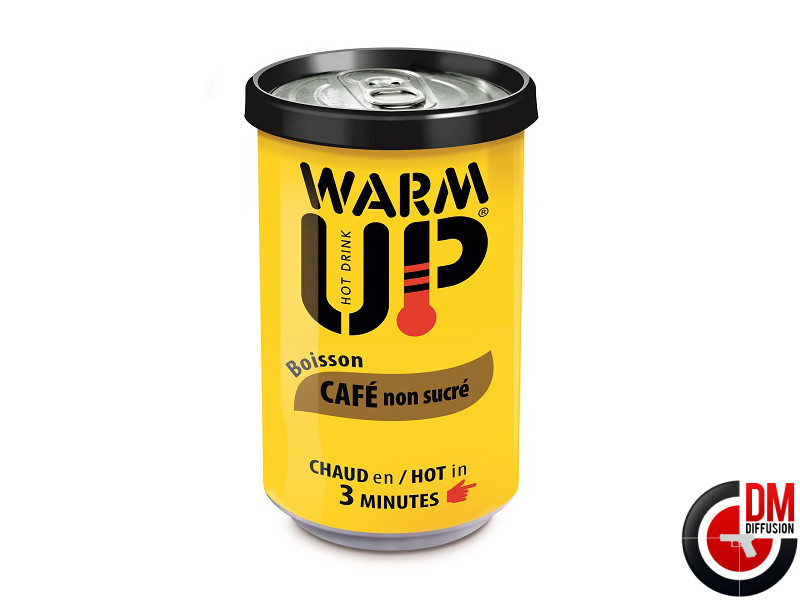 WARM
UP®
HOT DRINK
Boisson
CAFÉ non sucré
CHAUD en / HOT in
3 MINUTES
DM
DIFFUSION